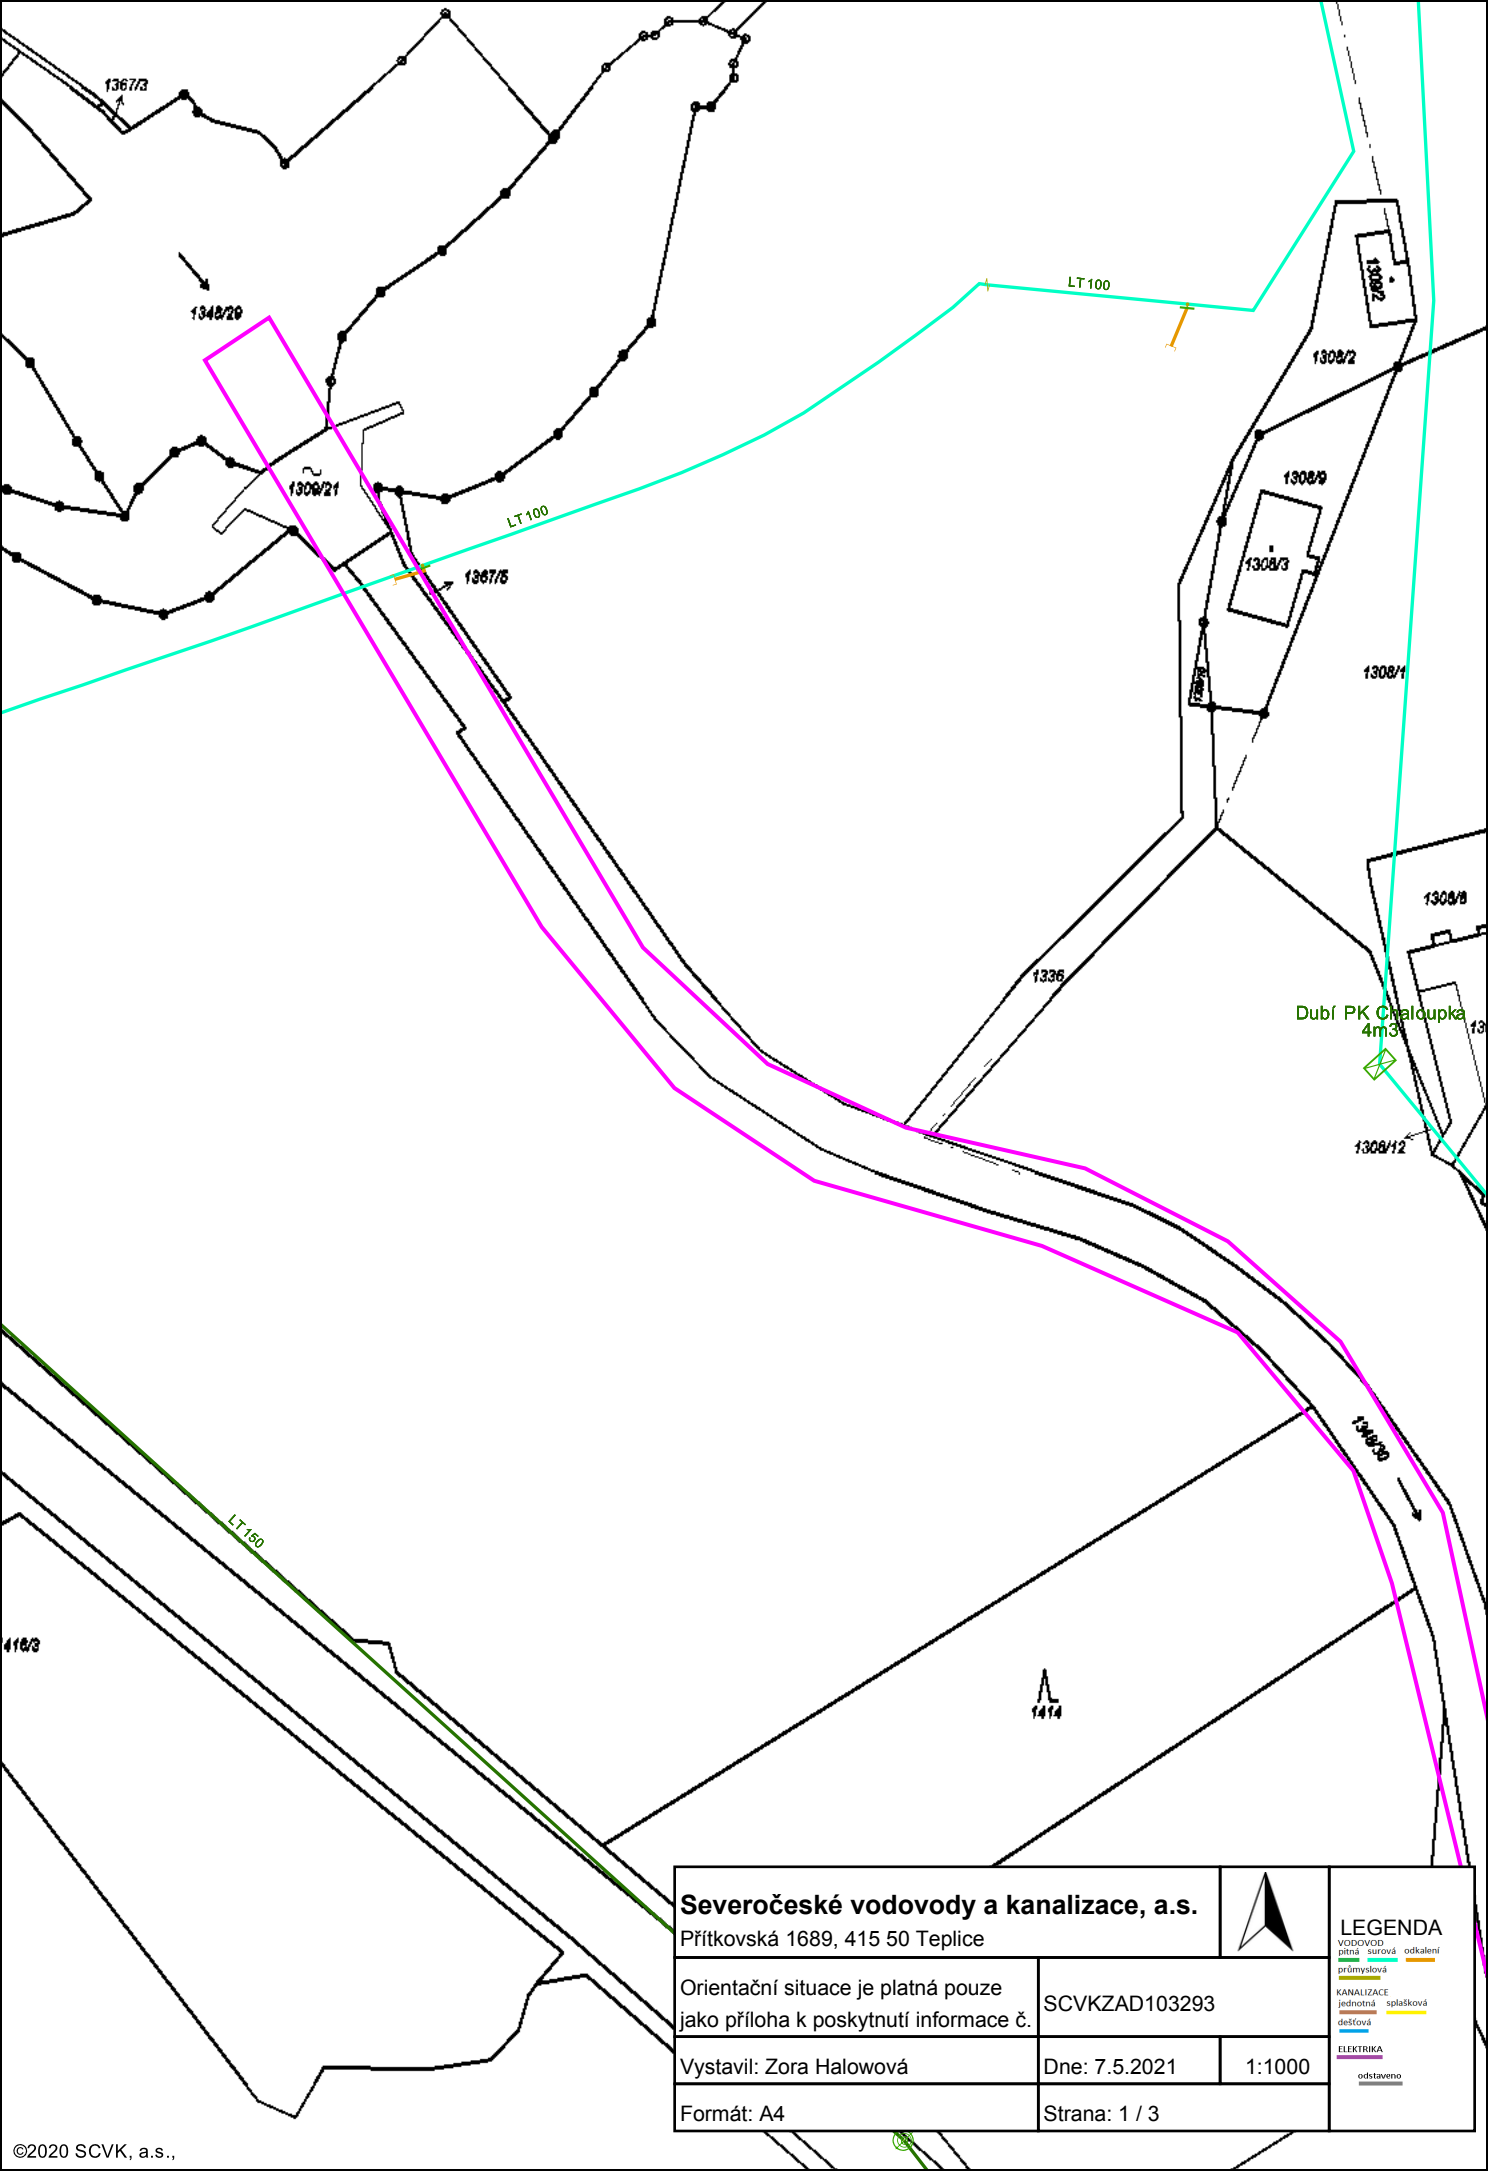 1367/3
1348/29
LT 100
1309/2
1308/2
1309/21
LT 100
1308/9
1367/5
1308/3
1308/1
1308/8
1336
Dubí PK Chaloupka
4m3
1308/12
1348/30
LT 150
416/3
1414
Severočeské vodovody a kanalizace, a.s.
Přítkovská 1689, 415 50 Teplice
Orientační situace je platná pouze
jako příloha k poskytnutí informace č.
SCVKZAD103293
Vystavil: Zora Halowová
Dne: 7.5.2021
1:1000
Formát: A4
Strana: 1 / 3
LEGENDA
VODOVOD
pitná surová odkalení
průmyslová
KANALIZACE
jednotná splašková
dešťová
ELEKTRIKA
odstaveno
©2020 SCVK, a.s.,